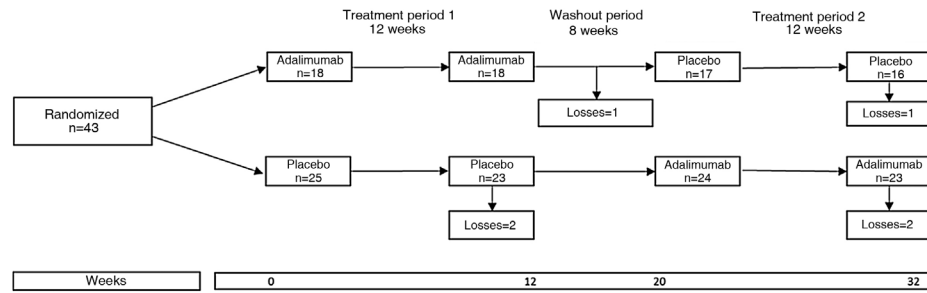 Treatment period 1
12 weeks
Washout period
8 weeks
Treatment period 2
12 weeks
Randomized
n=43
Adalimumab
n=18
Adalimumab
n=18
Losses=1
Placebo
n=17
Placebo
n=16
Losses=1
Placebo
n=25
Placebo
n=23
Losses=2
Adalimumab
n=24
Adalimumab
n=23
Losses=2
Weeks
0 12 20 32